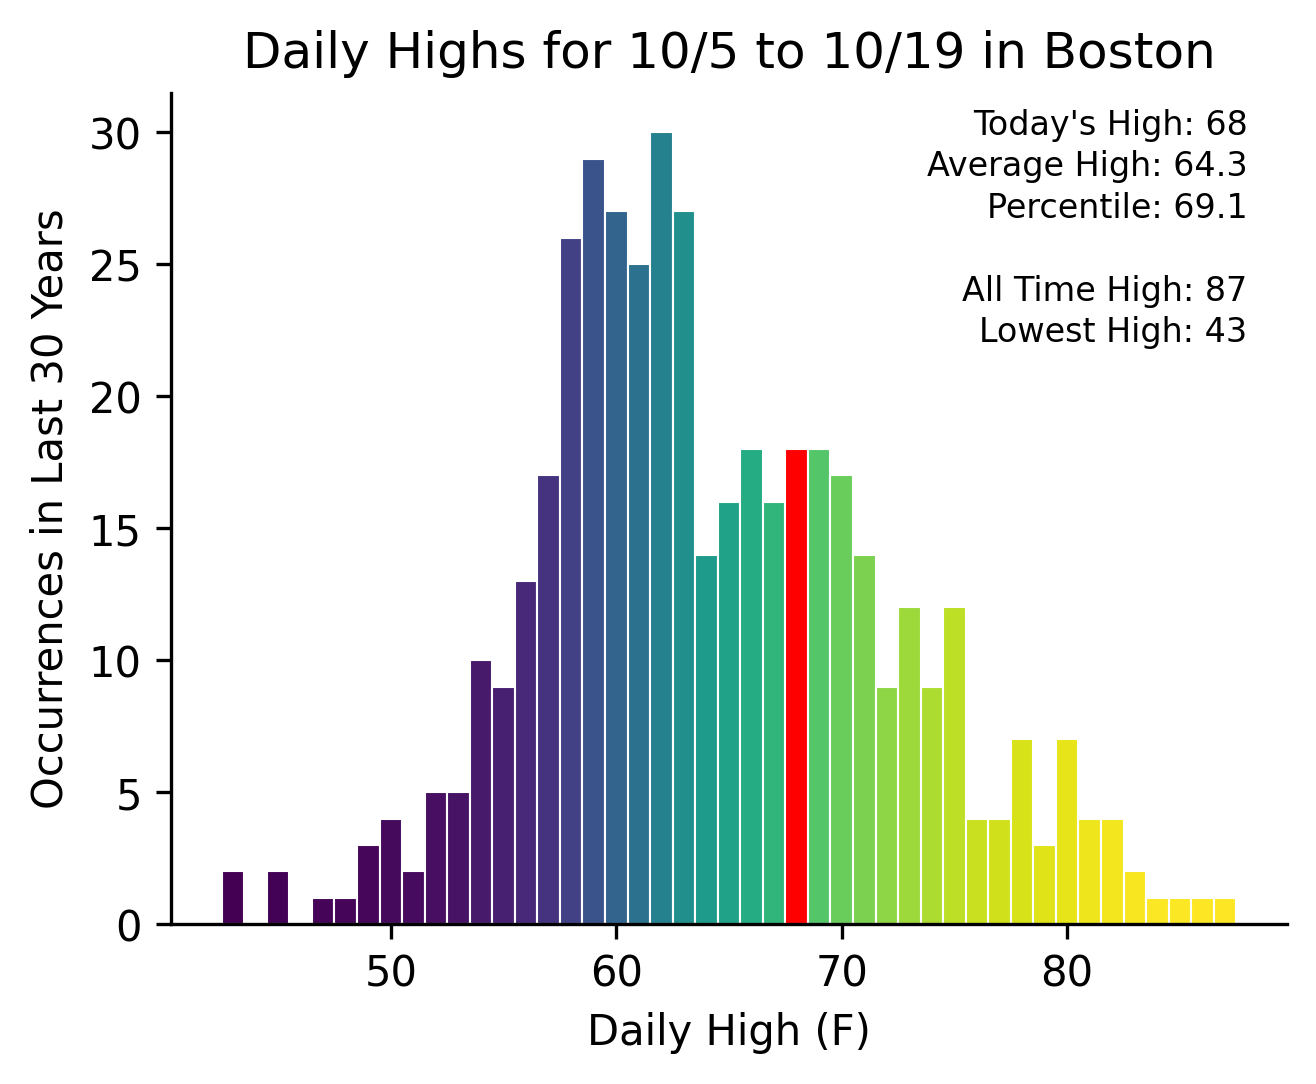 Daily Highs for 10/5 to 10/19 in Boston
Today's High: 68
Average High: 64.3
Percentile: 69.1
All Time High: 87
Lowest High: 43
Occurrences in Last 30 Years
30
25
20
15
10
5
0
50 60 70 80
Daily High (F)